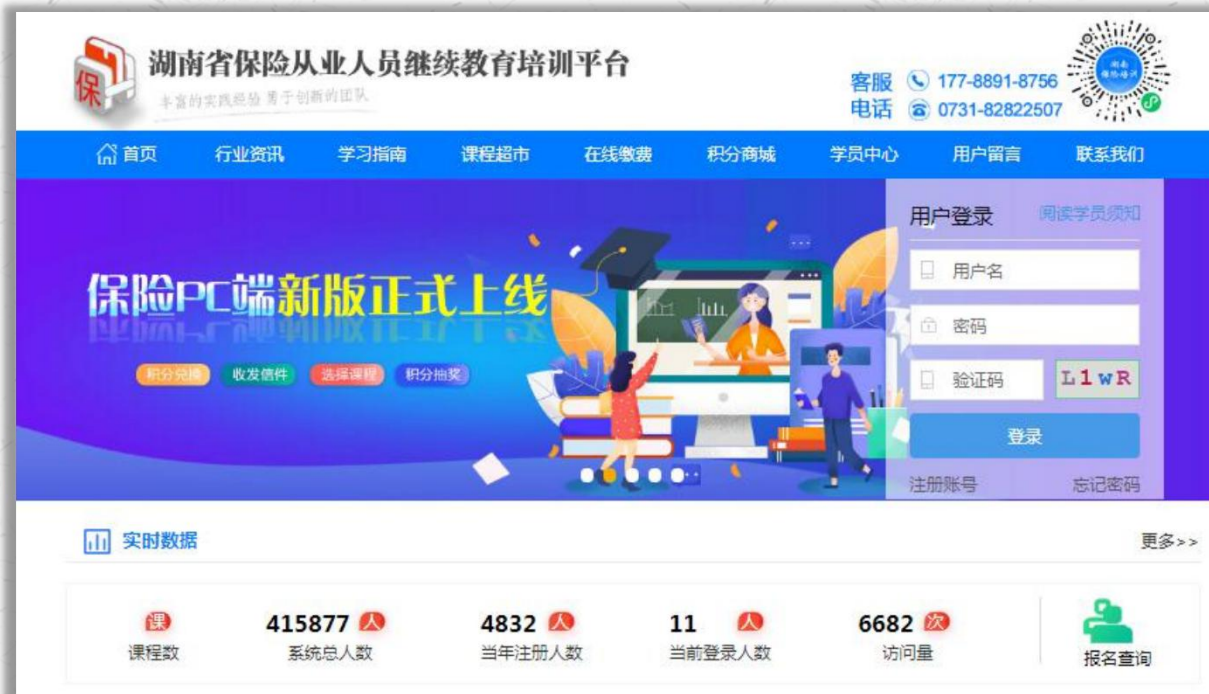 保
湖南省保险从业人员继续教育培训平台
丰富的实践经验 勇于创新的团队
客服 177-8891-8756
电话 0731-82822507
湖南
保险培训
首页 行业资讯 学习指南 课程超市 在线缴费 积分商城 学员中心 用户留言 联系我们
保险PC端新版正式上线
积分兑换 收发信件 选择课程 积分抽奖
用户登录 阅读学员须知
用户名
密码
验证码 L1wR
登录
注册账号 忘记密码
实时数据 更多>>
课 415877 人 4832 人 11 人 6682 次
课程数 系统总人数 当年注册人数 当前登录人数 访问量 报名查询